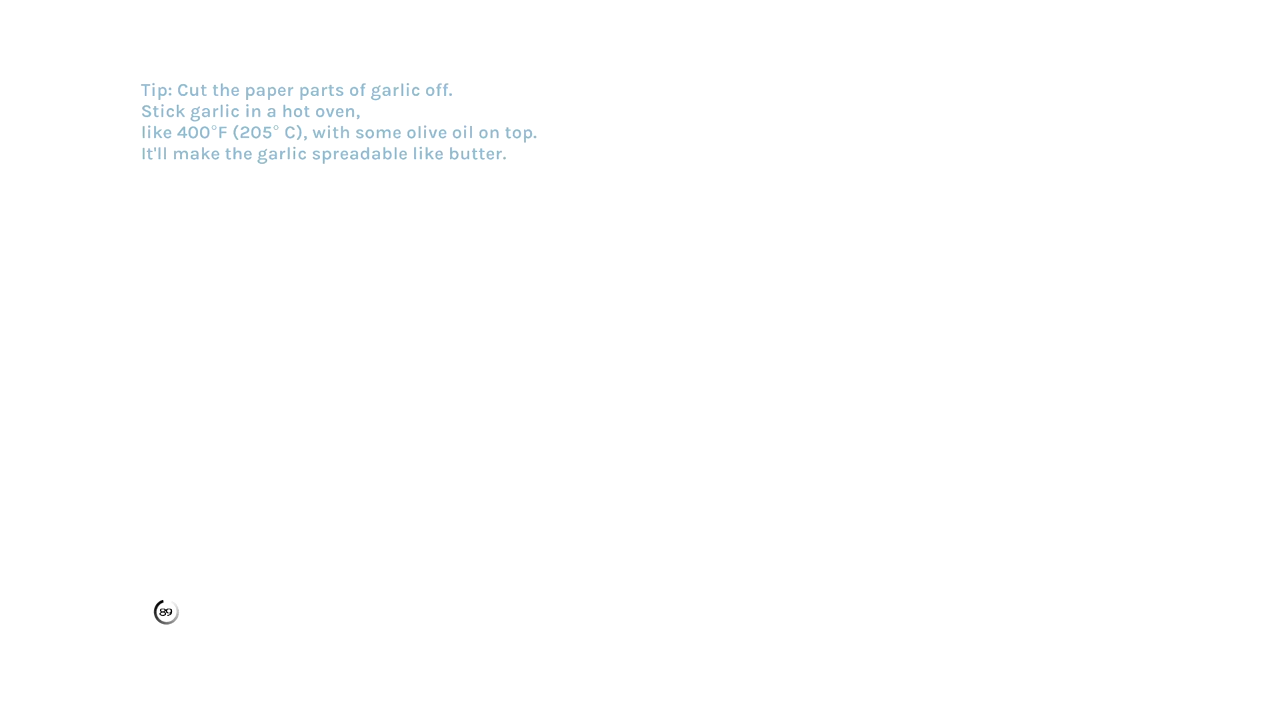 Tip: Cut the paper parts of garlic off.
Stick garlic in a hot oven,
like 400°F (205° C), with some olive oil on top.
It'll make the garlic spreadable like butter.
89